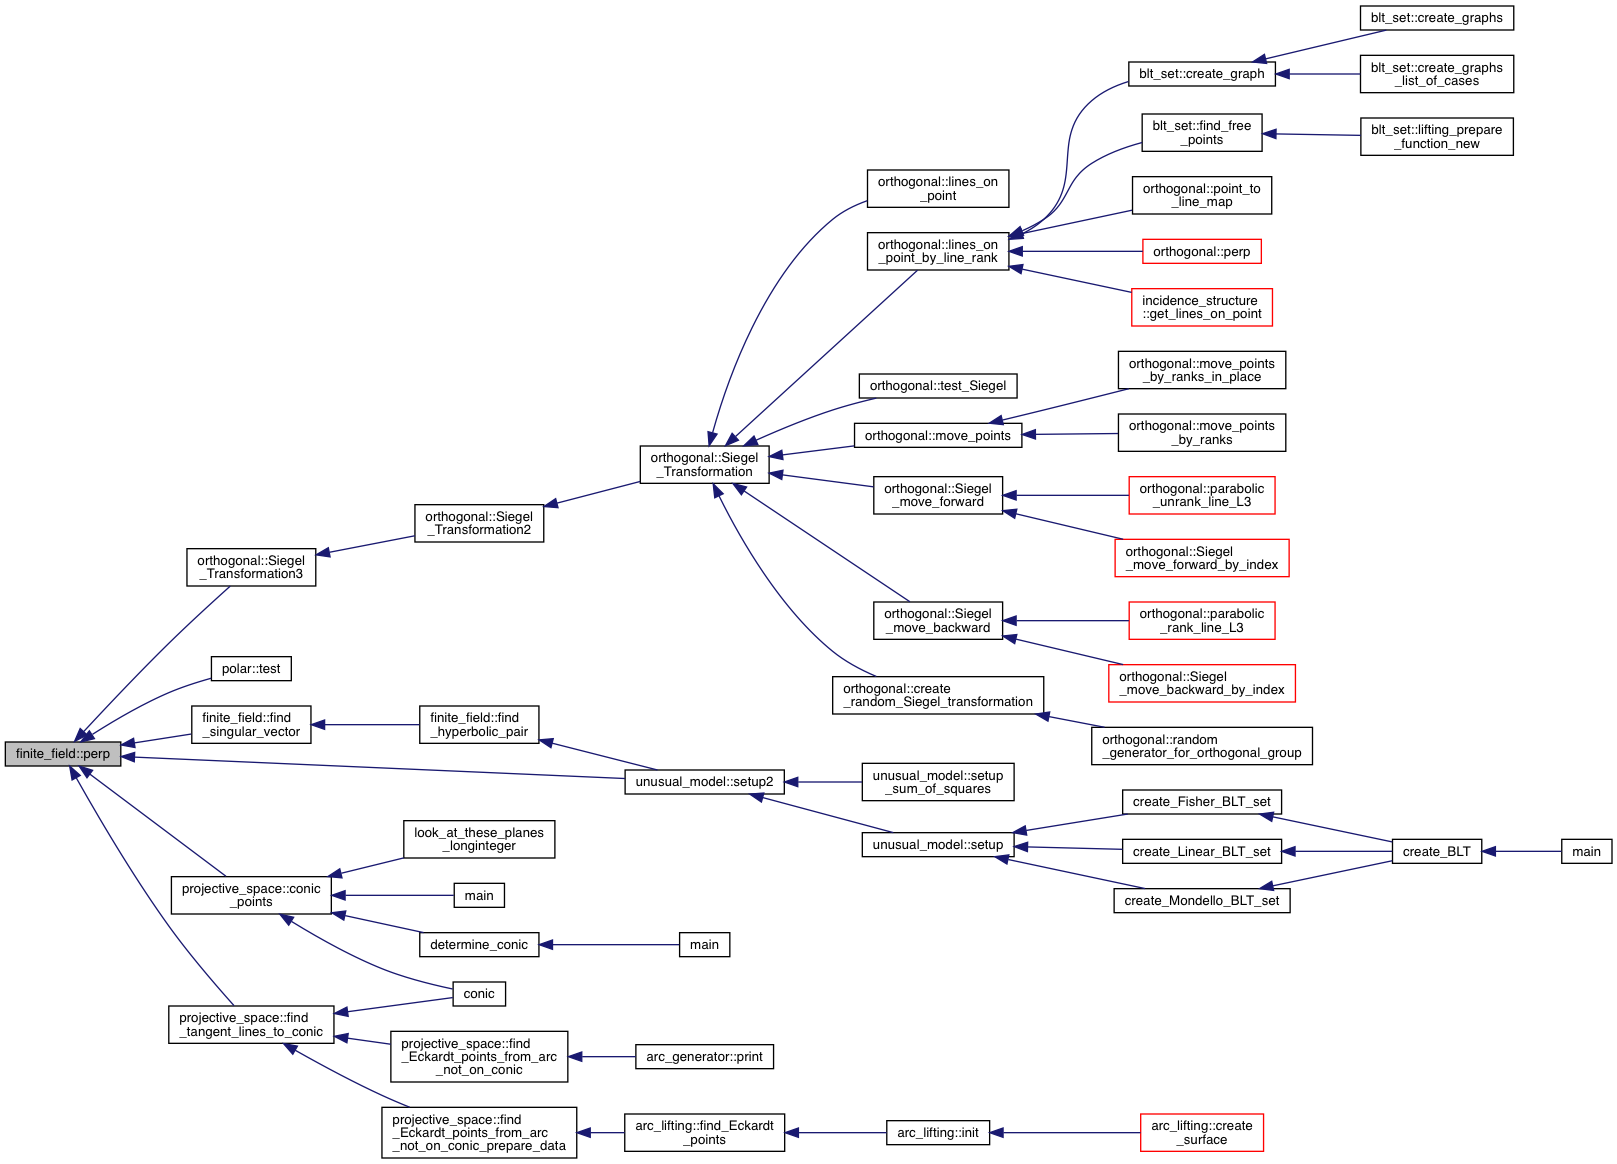 blt_set::create_graphs
blt_set::create_graph
blt_set::create_graphs
_list_of_cases
blt_set::find_free
_points
blt_set::lifting_prepare
_function_new
orthogonal::lines_on
_point
orthogonal::point_to
_line_map
orthogonal::lines_on
_point_by_line_rank
orthogonal::perp
incidence_structure
::get_lines_on_point
orthogonal::move_points
_by_ranks_in_place
orthogonal::test_Siegel
orthogonal::move_points
orthogonal::move_points
_by_ranks
orthogonal::Siegel
_Transformation
orthogonal::Siegel
_move_forward
orthogonal::parabolic
_unrank_line_L3
orthogonal::Siegel
_Transformation2
orthogonal::Siegel
_move_forward_by_index
orthogonal::Siegel
_Transformation3
orthogonal::Siegel
_move_backward
orthogonal::parabolic
_rank_line_L3
polar::test
orthogonal::Siegel
_move_backward_by_index
orthogonal::create
_random_Siegel_transformation
finite_field::find
_singular_vector
finite_field::find
_hyperbolic_pair
orthogonal::random
_generator_for_orthogonal_group
finite_field::perp
unusual_model::setup2
unusual_model::setup
_sum_of_squares
create_Fisher_BLT_set
look_at_these_planes
_longinteger
unusual_model::setup
create_Linear_BLT_set
create_BLT
main
projective_space::conic
_points
main
create_Mondello_BLT_set
determine_conic
main
conic
projective_space::find
_tangent_lines_to_conic
projective_space::find
_Eckardt_points_from_arc
_not_on_conic
arc_generator::print
projective_space::find
_Eckardt_points_from_arc
_not_on_conic_prepare_data
arc_lifting::find_Eckardt
_points
arc_lifting::init
arc_lifting::create
_surface